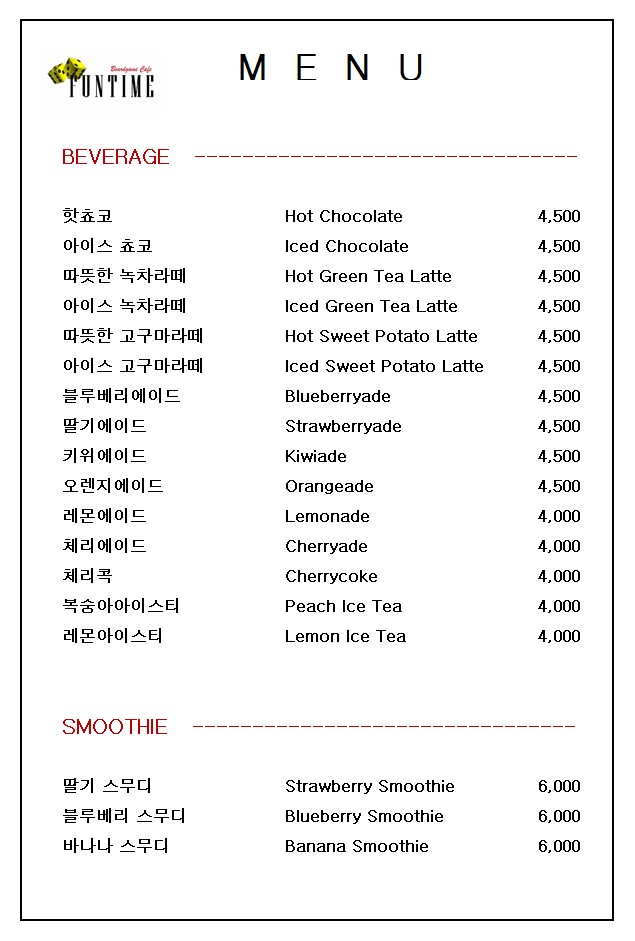 Boardgame Cafe
FUNTIME
MENU
BEVERAGE --------------------------------
핫쵸코 Hot Chocolate 4,500
아이스 쵸코 Iced Chocolate 4,500
따뜻한 녹차라떼 Hot Green Tea Latte 4,500
아이스 녹차라떼 Iced Green Tea Latte 4,500
따뜻한 고구마라떼 Hot Sweet Potato Latte 4,500
아이스 고구마라떼 Iced Sweet Potato Latte 4,500
블루베리에이드 Blueberryade 4,500
딸기에이드 Strawberryade 4,500
키위에이드 Kiwiade 4,500
오렌지에이드 Orangeade 4,500
레몬에이드 Lemonade 4,000
체리에이드 Cherryade 4,000
체리콕 Cherrycoke 4,000
복숭아아이스티 Peach Ice Tea 4,000
레몬아이스티 Lemon Ice Tea 4,000
SMOOTHIE --------------------------------
딸기 스무디 Strawberry Smoothie 6,000
블루베리 스무디 Blueberry Smoothie 6,000
바나나 스무디 Banana Smoothie 6,000